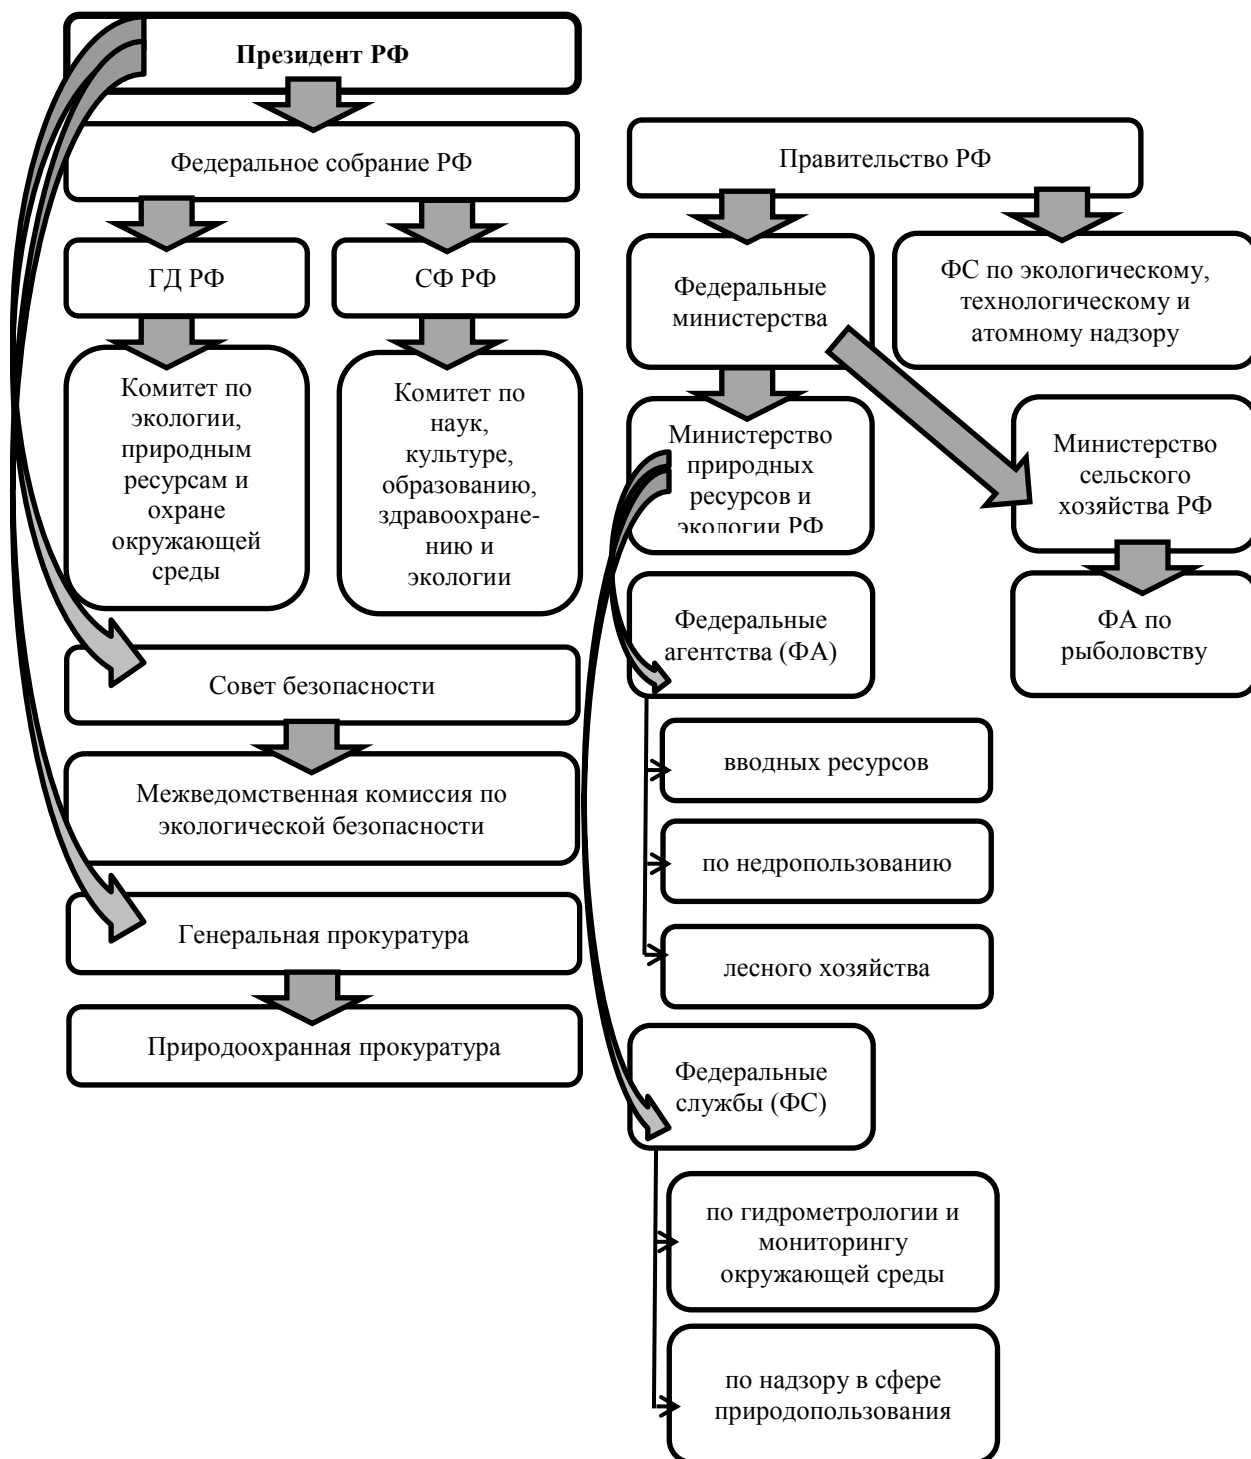 Президент РФ
Федеральное собрание РФ
ГД РФ
СФ РФ
Комитет по
экологии,
природным
ресурсам и
охране
окружающей
среды
Комитет по
наук,
культуре,
образованию,
здравоохране-
нию и
экологии
Совет безопасности
Межведомственная комиссия по
экологической безопасности
Генеральная прокуратура
Природоохранная прокуратура
Правительство РФ
Федеральные
министерства
ФС по экологическому,
технологическому и
атомному надзору
Министерство
природных
ресурсов и
экологии РФ
Министерство
сельского
хозяйства РФ
Федеральные
агентства (ФА)
ФА по
рыболовству
вводных ресурсов
по недропользованию
лесного хозяйства
Федеральные
службы (ФС)
по гидрометрологии и
мониторингу
окружающей среды
по надзору в сфере
природопользования